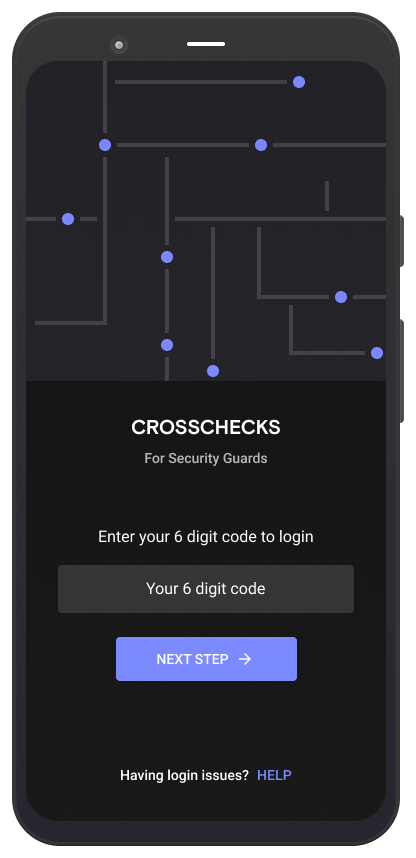 CROSSCHECKS
For Security Guards
Enter your 6 digit code to login
Your 6 digit code
NEXT STEP
Having login issues? HELP